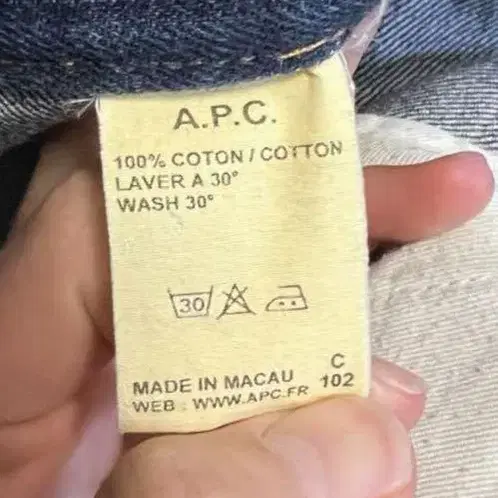 A.P.C.
100% COTON / COTTON
LAVER A 30°
WASH 30°
30
MADE IN MACAU C
WEB : WWW.APC.FR 102